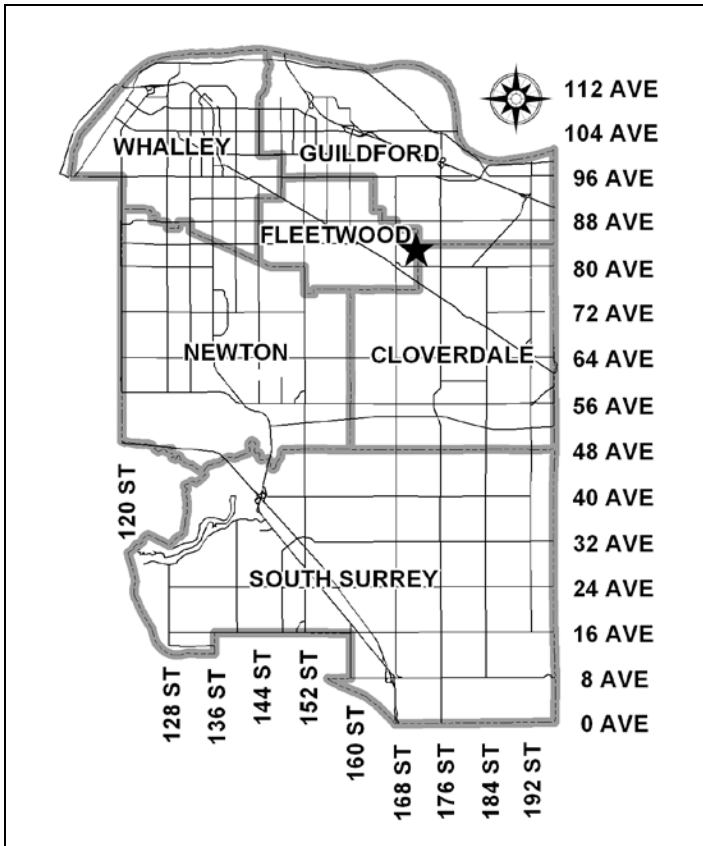 112 AVE
104 AVE
WHALLEY
GUILDFORD
96 AVE
88 AVE
FLEETWOOD
80 AVE
72 AVE
NEWTON
CLOVERDALE
64 AVE
56 AVE
48 AVE
120 ST
40 AVE
32 AVE
SOUTH SURREY
24 AVE
16 AVE
128 ST
136 ST
144 ST
152 ST
160 ST
8 AVE
0 AVE
168 ST
176 ST
184 ST
192 ST